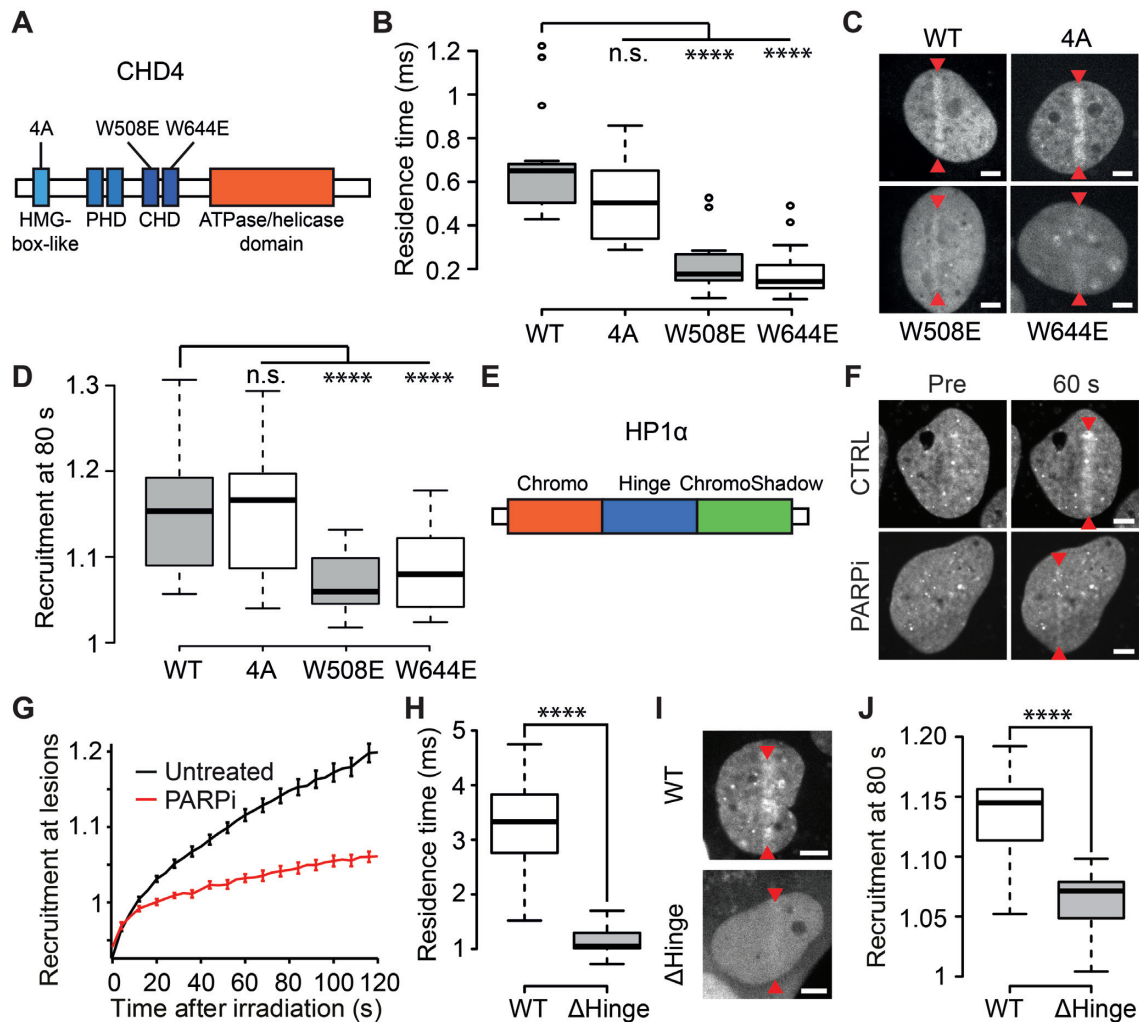 A
CHD4
4A
W508E
W644E
HMG-
box-like
PHD
CHD
ATPase/helicase
domain
B
Residence time (ms)
1.2
1
0.8
0.6
0.4
0.2
n.s.
****
****
WT
4A
W508E
W644E
C
WT
4A
W508E
W644E
D
Recruitment at 80 s
1.3
1.2
1.1
1
n.s.
****
****
WT
4A
W508E
W644E
E
HP1α
Chromo
Hinge
ChromoShadow
F
Pre
60 s
CTRL
PARPi
G
Recruitment at lesions
1.2
1.1
1
Untreated
PARPi
0
20
40
60
80
100
120
Time after irradiation (s)
H
Residence time (ms)
5
4
3
2
1
****
WT
ΔHinge
I
WT
ΔHinge
J
Recruitment at 80 s
1.20
1.15
1.10
1.05
1
****
WT
ΔHinge